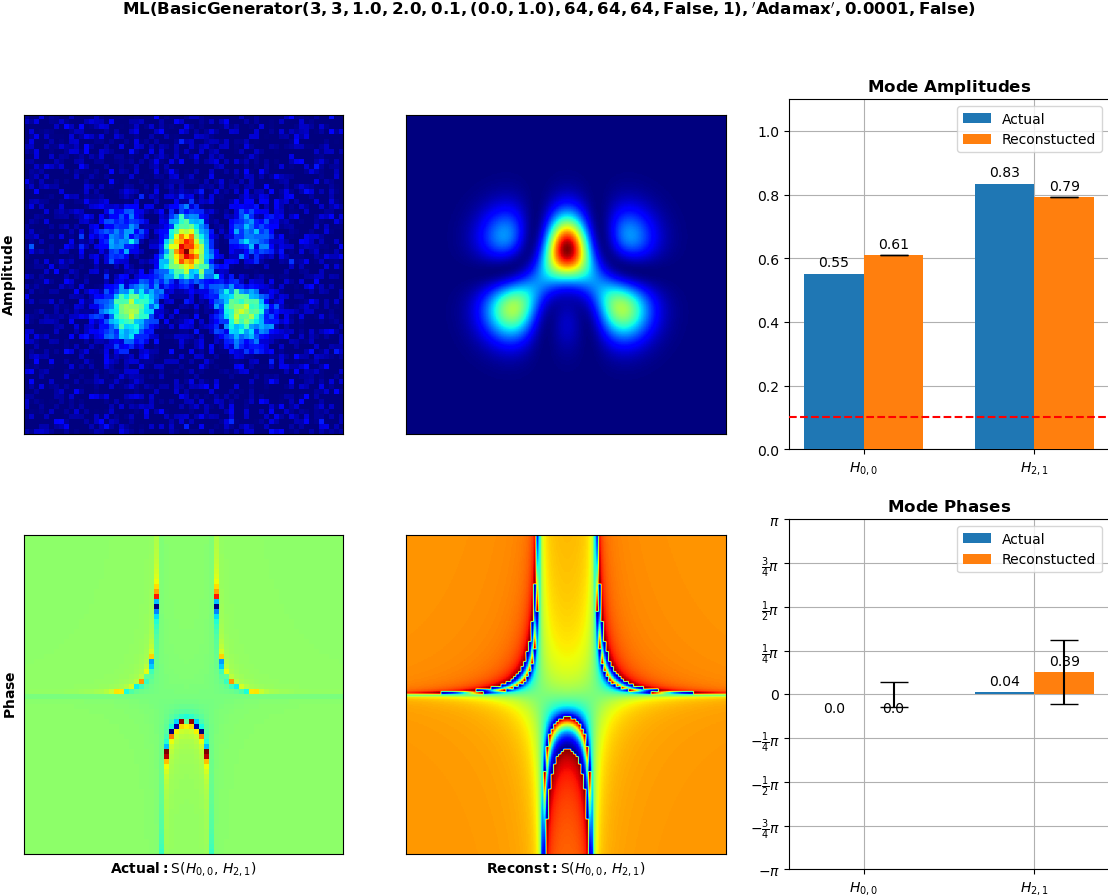 ML(BasicGenerator(3, 3, 1.0, 2.0, 0.1, (0.0, 1.0), 64, 64, 64, False, 1), ′Adamax′, 0.0001, False)
Amplitude
Mode Amplitudes
Actual
Reconstucted
1.0
0.8
0.6
0.4
0.2
0.0
0.55
0.61
0.83
0.79
H0,0
H2,1
Phase
Actual: S(H0,0, H2,1)
Reconst: S(H0,0, H2,1)
Mode Phases
Actual
Reconstucted
π
3/4π
1/2π
1/4π
0
−1/4π
−1/2π
−3/4π
−π
0.0
0.0
0.04
0.39
H0,0
H2,1